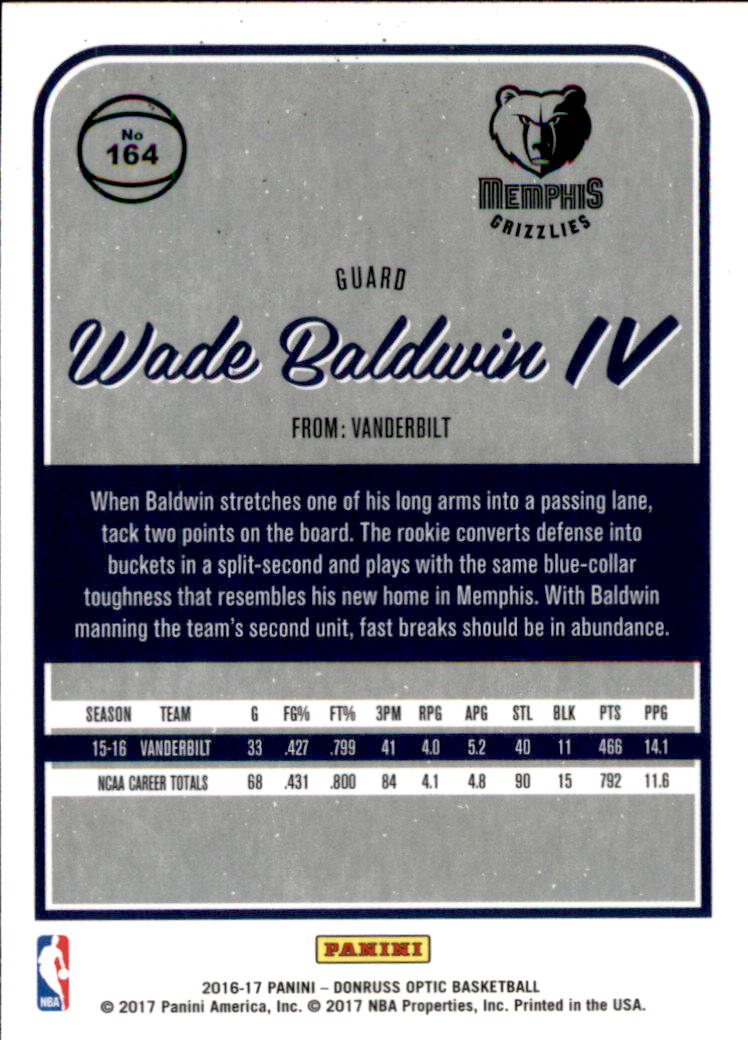 No
164
MEMPHIS
GRIZZLIES
GUARD
Wade Baldwin IV
FROM: VANDERBILT
When Baldwin stretches one of his long arms into a passing lane,
tack two points on the board. The rookie converts defense into
buckets in a split-second and plays with the same blue-collar
toughness that resembles his new home in Memphis. With Baldwin
manning the team's second unit, fast breaks should be in abundance.
SEASON TEAM G FG% FT% 3PM RPG APG STL BLK PTS PPG
15-16 VANDERBILT 33 .427 .799 41 4.0 5.2 40 11 466 14.1
NCAA CAREER TOTALS 68 .431 .800 84 4.1 4.8 90 15 792 11.6
PANINI
NBA
2016-17 PANINI – DONRUSS OPTIC BASKETBALL
© 2017 Panini America, Inc. © 2017 NBA Properties, Inc. Printed in the USA.